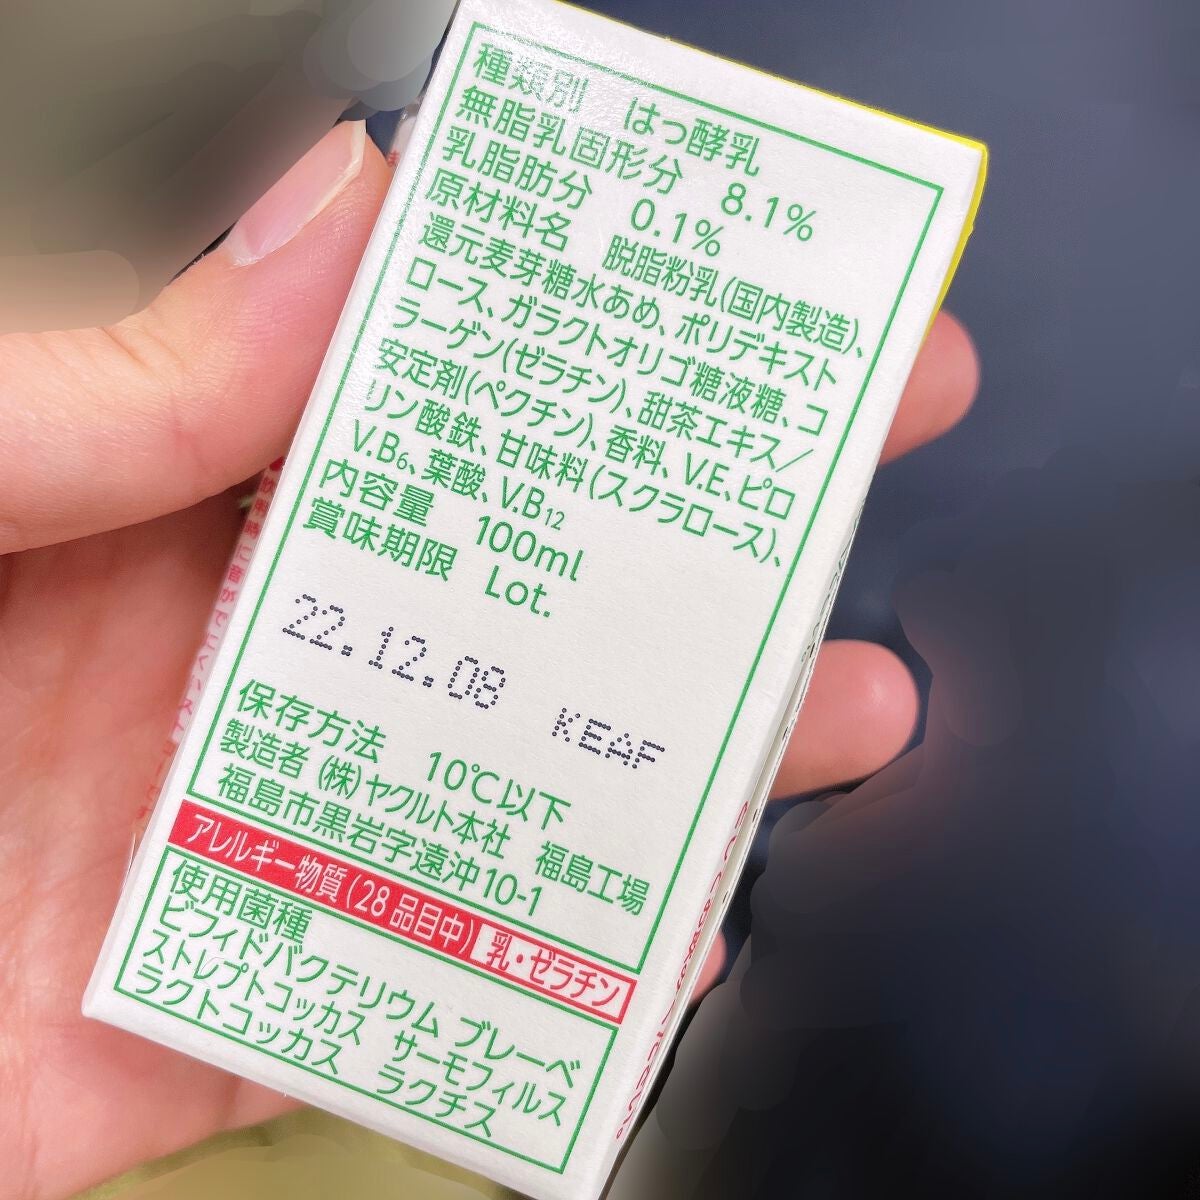 種類別 はっ酵乳
無脂乳固形分 8.1%
乳脂肪分 0.1%
原材料名 脱脂粉乳(国内製造)、
還元麦芽糖水あめ、ポリデキスト
ロース、ガラクトオリゴ糖液糖、コ
ラーゲン(ゼラチン)、甜茶エキス/
安定剤(ペクチン)、香料、V.E、ピロ
リン酸鉄、甘味料(スクラロース)、
V.B6、葉酸、V.B12
内容量 100ml
賞味期限 Lot.
22.12.08 KEAF
保存方法 10℃以下
製造者 (株)ヤクルト本社 福島工場
福島市黒岩字遠沖10-1
アレルギー物質(28品目中) 乳・ゼラチン
使用菌種
ビフィドバクテリウム ブレーベ
ストレプトコッカス サーモフィルス
ラクトコッカス ラクチス